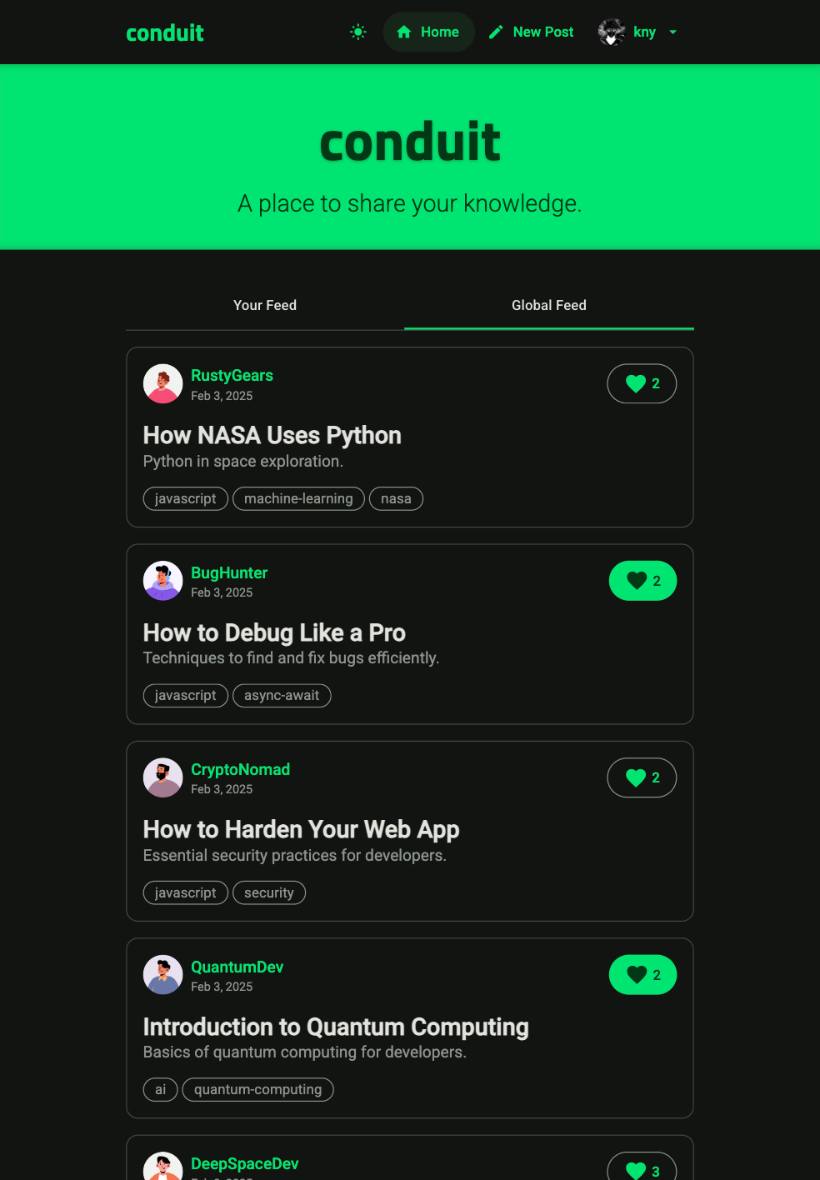 conduit
Home
New Post
kny
conduit
A place to share your knowledge.
Your Feed
Global Feed
RustyGears
Feb 3, 2025
2
How NASA Uses Python
Python in space exploration.
javascript machine-learning nasa
BugHunter
Feb 3, 2025
2
How to Debug Like a Pro
Techniques to find and fix bugs efficiently.
javascript async-await
CryptoNomad
Feb 3, 2025
2
How to Harden Your Web App
Essential security practices for developers.
javascript security
QuantumDev
Feb 3, 2025
2
Introduction to Quantum Computing
Basics of quantum computing for developers.
ai quantum-computing
DeepSpaceDev
3